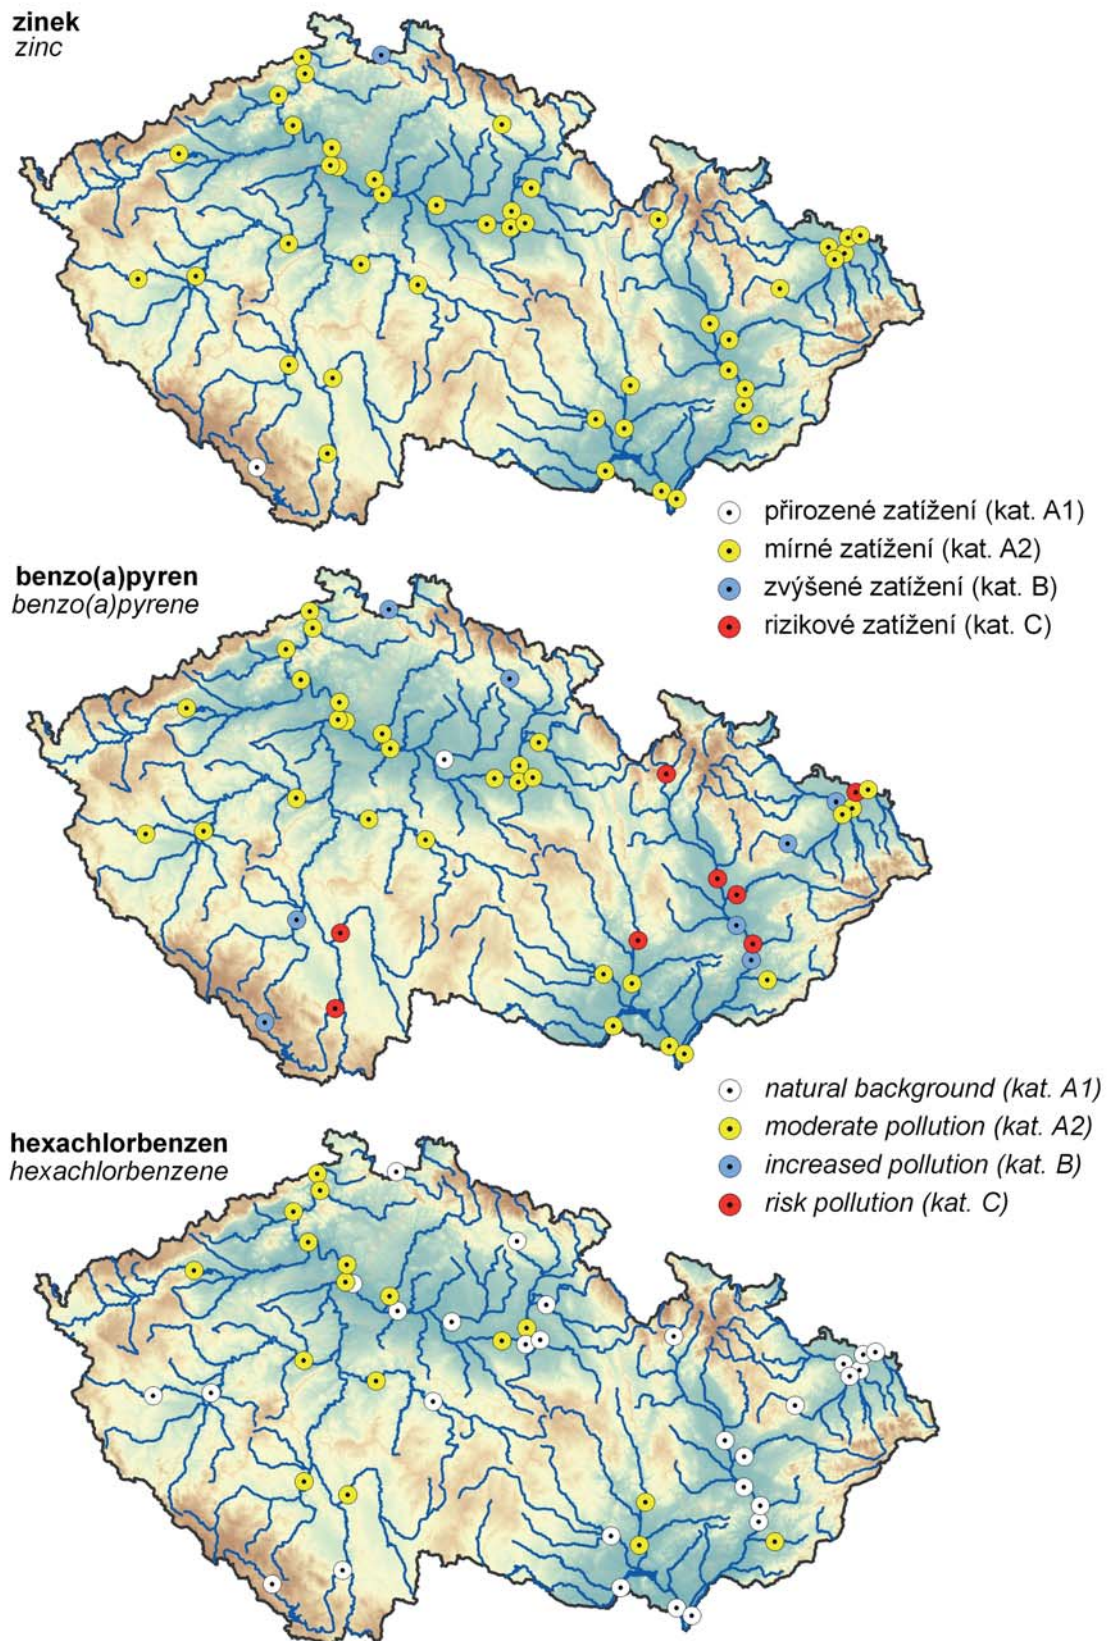 zinek
zinc
přirozené zatížení (kat. A1)
mírné zatížení (kat. A2)
zvýšené zatížení (kat. B)
rizikové zatížení (kat. C)
benzo(a)pyren
benzo(a)pyrene
natural background (kat. A1)
moderate pollution (kat. A2)
increased pollution (kat. B)
risk pollution (kat. C)
hexachlorbenzen
hexachlorbenzene